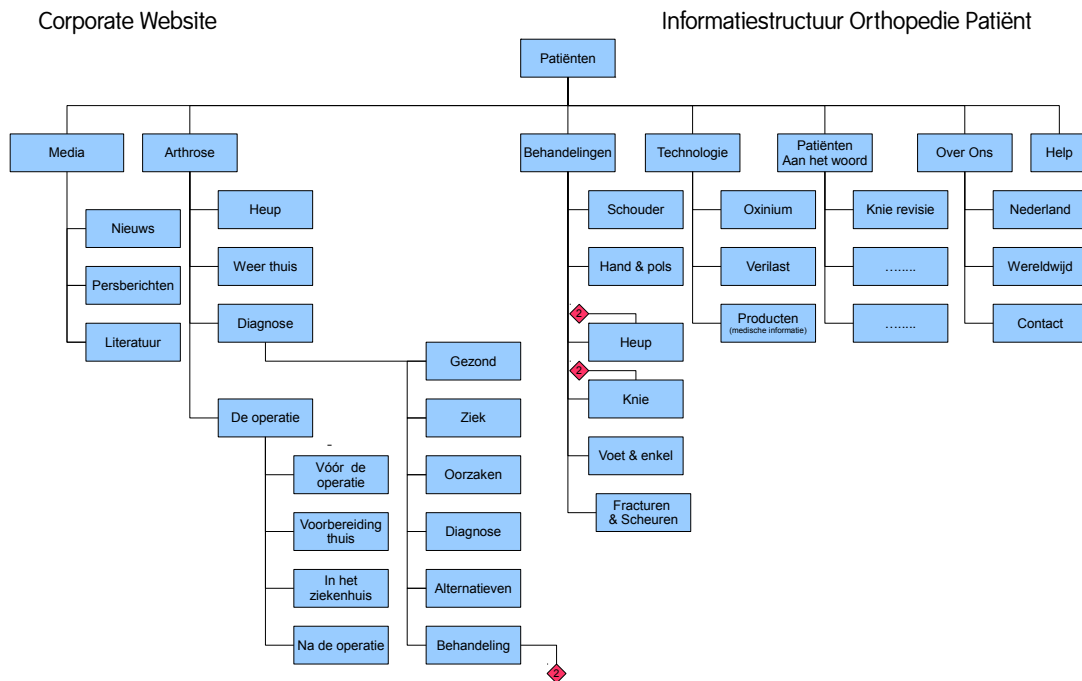 Corporate Website
Informatiestructuur Orthopedie Patiënt
Patiënten
Media
Arthrose
Behandelingen
Technologie
Patiënten
Aan het woord
Over Ons
Help
Nieuws
Persberichten
Literatuur
Heup
Weer thuis
Diagnose
De operatie
Vóór de
operatie
Voorbereiding
thuis
In het
ziekenhuis
Na de operatie
Gezond
Ziek
Oorzaken
Diagnose
Alternatieven
Behandeling
2
Schouder
Hand & pols
2
Heup
2
Knie
Voet & enkel
Fracturen
& Scheuren
Oxinium
Verilast
Producten
(medische informatie)
Knie revisie
……...
……...
Nederland
Wereldwijd
Contact